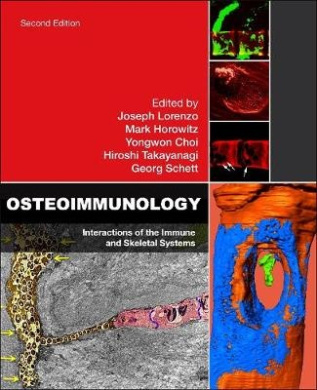 Second Edition
Edited by
Joseph Lorenzo
Mark Horowitz
Yongwon Choi
Hiroshi Takayanagi
Georg Schett
OSTEOIMMUNOLOGY
Interactions of the Immune
and Skeletal Systems